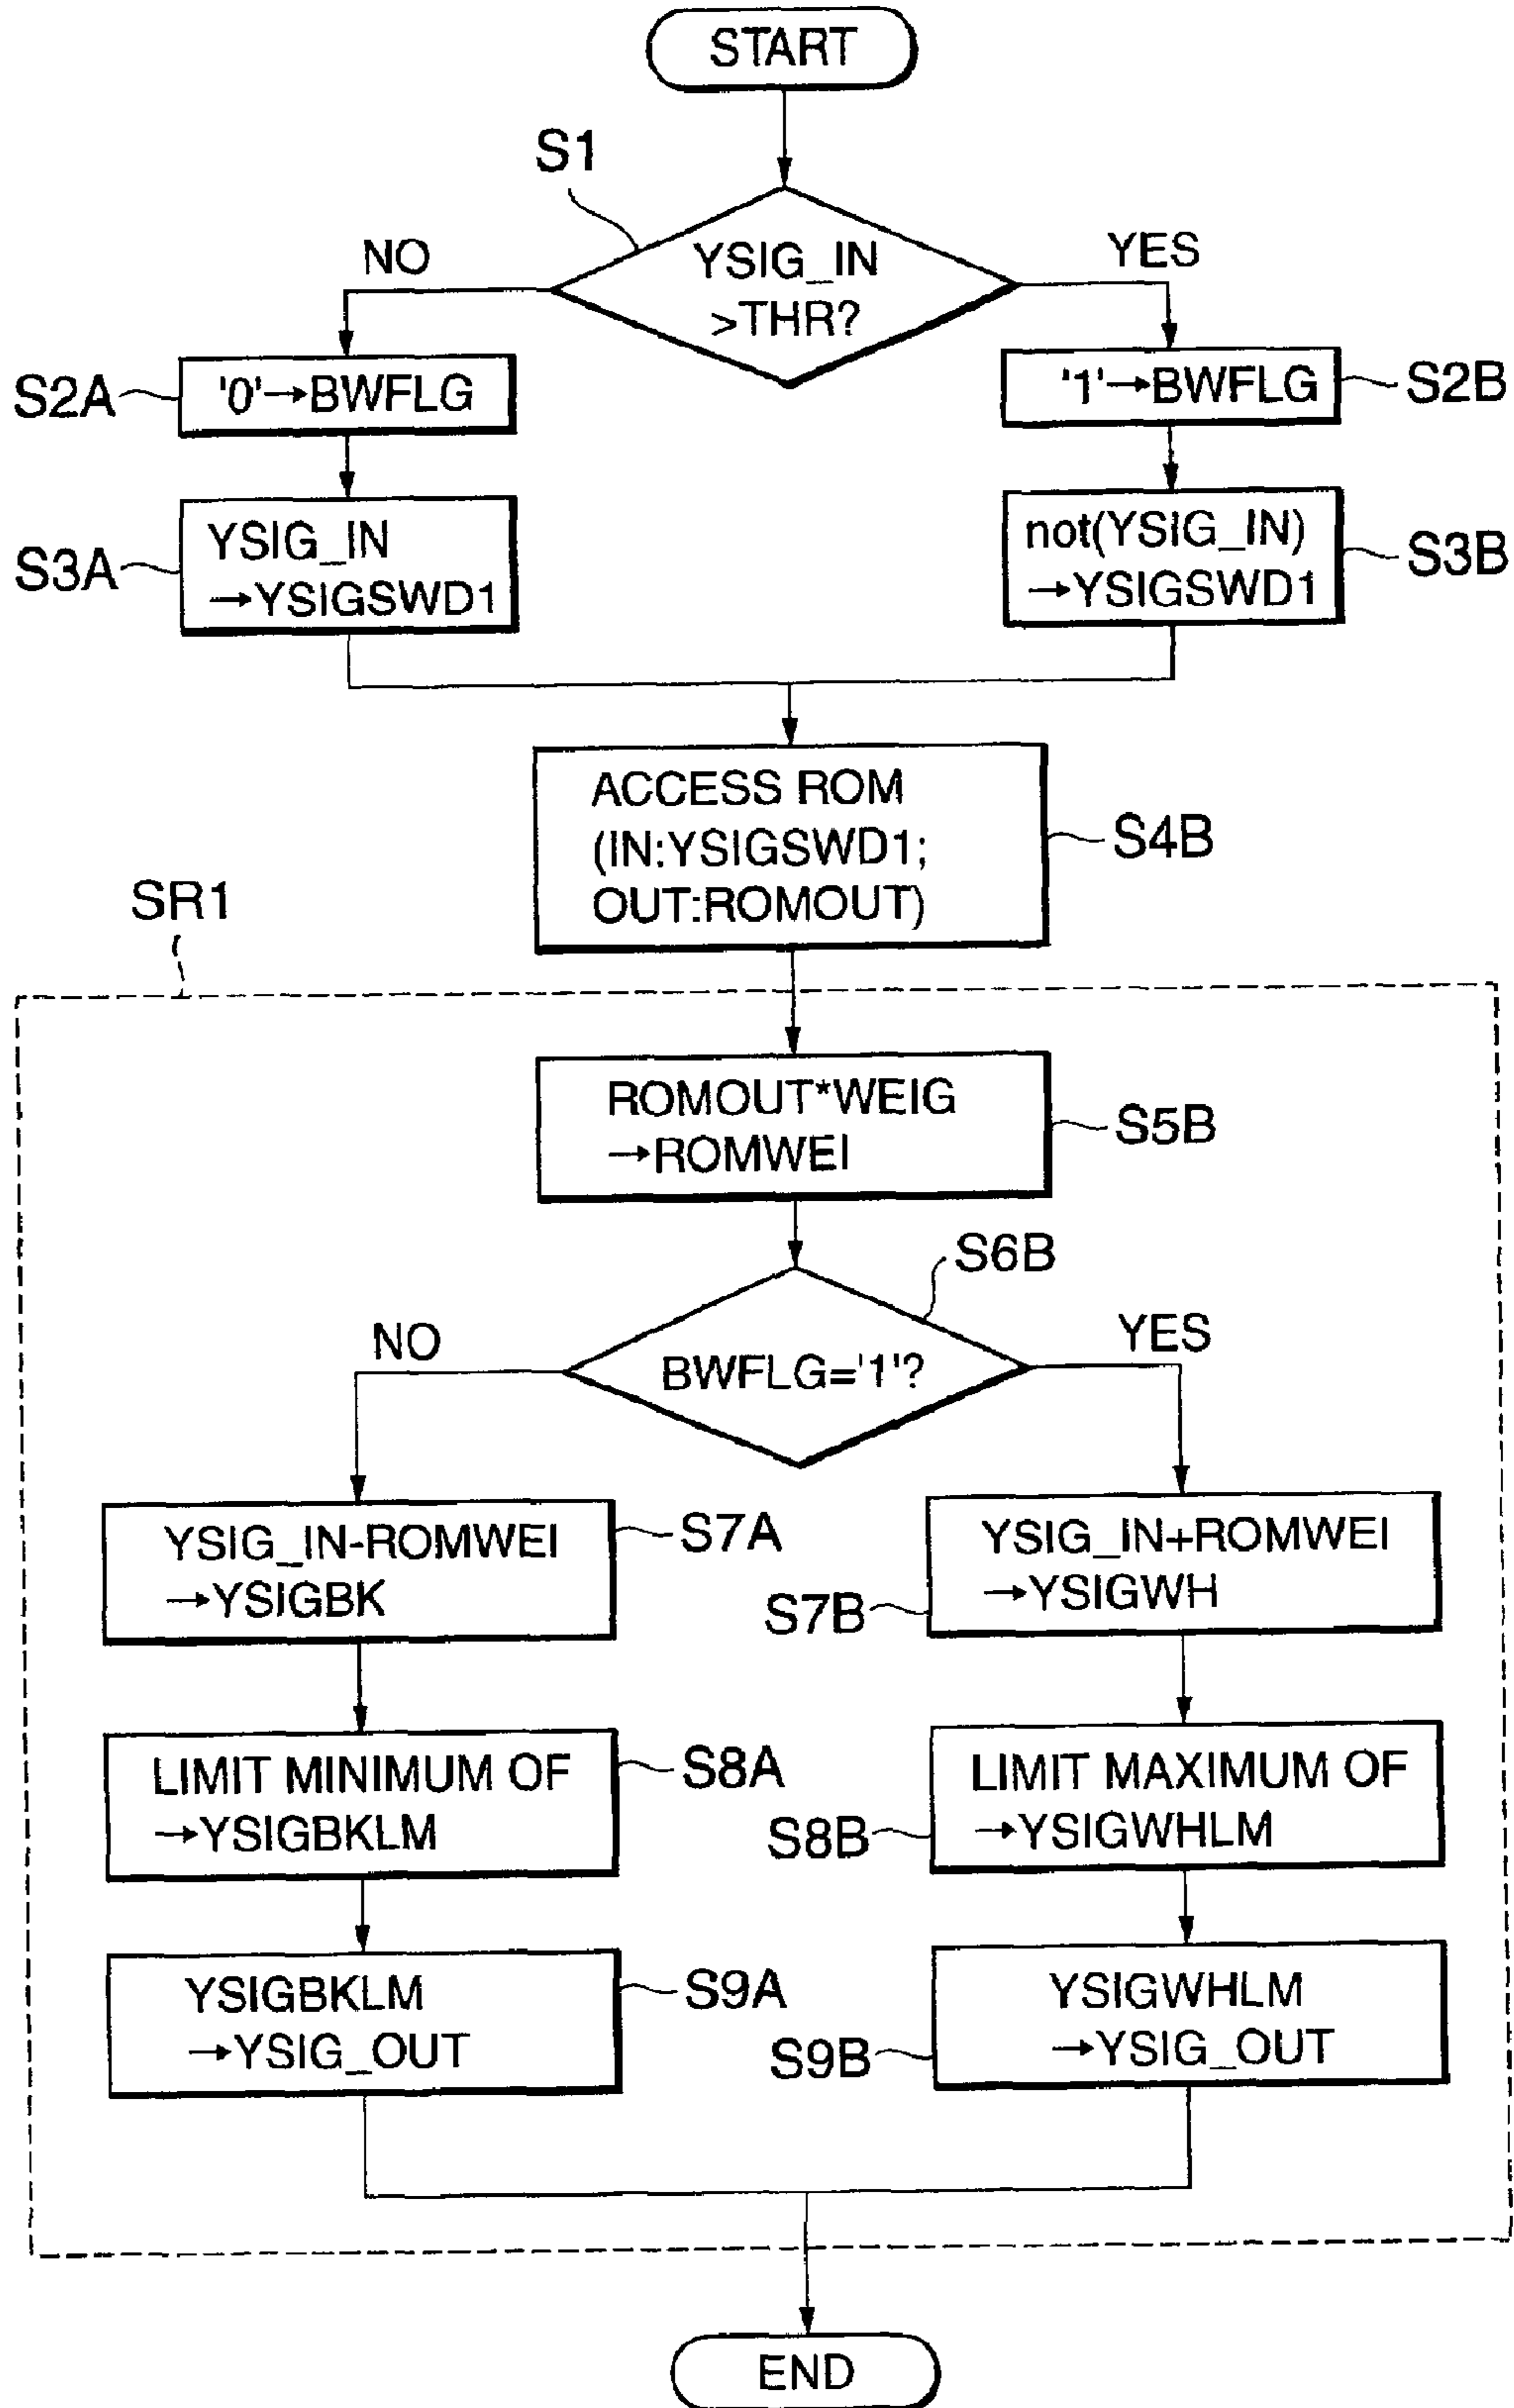 START
S1
YSIG_IN
>THR?
NO
YES
S2A
'0'→BWFLG
'1'→BWFLG
S2B
S3A
YSIG_IN
→YSIGSWD1
not(YSIG_IN)
→YSIGSWD1
S3B
ACCESS ROM
(IN:YSIGSWD1;
OUT:ROMOUT)
S4B
SR1
ROMOUT*WEIG
→ROMWEI
S5B
S6B
BWFLG='1'?
NO
YES
YSIG_IN-ROMWEI
→YSIGBK
S7A
YSIG_IN+ROMWEI
→YSIGWH
S7B
LIMIT MINIMUM OF
→YSIGBKLM
S8A
LIMIT MAXIMUM OF
→YSIGWHLM
S8B
YSIGBKLM
→YSIG_OUT
S9A
YSIGWHLM
→YSIG_OUT
S9B
END